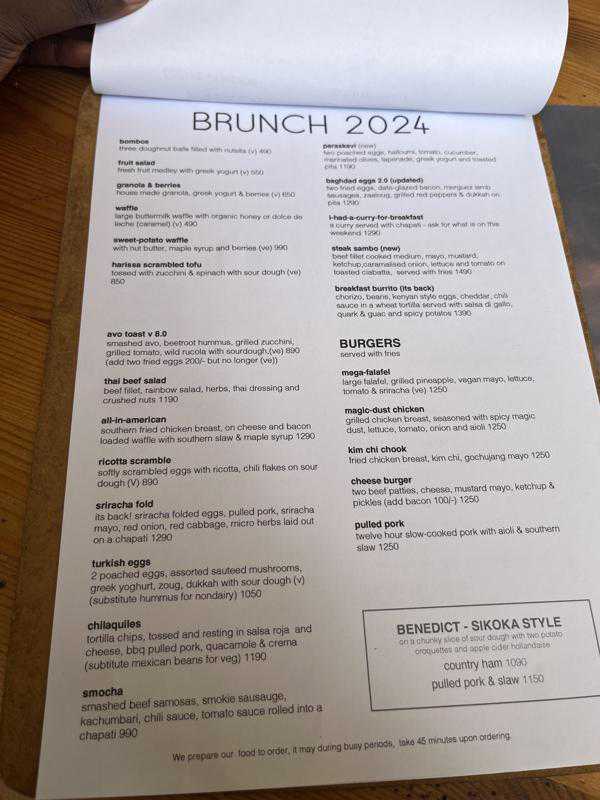 BRUNCH 2024
bombos
three doughnut balls filled with nutella (v) 490
fruit salad
fresh fruit medley with greek yogurt (v) 550
granola & berries
house made granola, greek yogurt & berries (v) 650
waffle
large buttermilk waffle with organic honey or dolce de
leche (caramel) (v) 490
sweet-potato waffle
with nut butter, maple syrup and berries (ve) 990
harissa scrambled tofu
tossed with zucchini & spinach with sour dough (ve)
850
avo toast v 8.0
smashed avo, beetroot hummus, grilled zucchini,
grilled tomato, wild rucola with sourdough,(ve) 890
(add two fried eggs 200/- but no longer (ve))
thai beef salad
beef fillet, rainbow salad, herbs, thai dressing and
crushed nuts 1190
all-in-american
southern fried chicken breast, on cheese and bacon
loaded waffle with southern slaw & maple syrup 1290
ricotta scramble
softly scrambled eggs with ricotta, chili flakes on sour
dough (V) 890
sriracha fold
its back! sriracha folded eggs, pulled pork, sriracha
mayo, red onion, red cabbage, micro herbs laid out
on a chapati 1290
turkish eggs
2 poached eggs, assorted sauteed mushrooms,
greek yoghurt, zoug, dukkah with sour dough (v)
(substitute hummus for nondairy) 1050
chilaquiles
tortilla chips, tossed and resting in salsa roja and
cheese, bbq pulled pork, quacamole & crema
(subtitute mexican beans for veg) 1190
smocha
smashed beef samosas, smokie sausauge,
kachumbari, chili sauce, tomato sauce rolled into a
chapati 990
paraskevi (new)
two poached eggs, halloumi, tomato, cucumber,
marinated olives, tapenade, greek yogurt and toasted
pita 1190
baghdad eggs 2.0 (updated)
two fried eggs, date-glazed bacon, merguez lamb
sausages, zaatoug, grilled red peppers & dukkah on
pita 1290
i-had-a-curry-for-breakfast
a curry served with chapati - ask for what is on this
weekend 1290
steak sambo (new)
beef fillet cooked medium, mayo, mustard,
ketchup,caramalised onion, lettuce and tomato on
toasted ciabatta, served with fries 1490
breakfast burrito (its back)
chorizo, beans, kenyan style eggs, cheddar, chili
sauce in a wheat tortilla served with salsa di gallo,
quark & guac and spicy potatos 1390
BURGERS
served with fries
mega-falafel
large falafel, grilled pineapple, vegan mayo, lettuce,
tomato & sriracha (ve) 1250
magic-dust chicken
grilled chicken breast, seasoned with spicy magic
dust, lettuce, tomato, onion and aioli 1250
kim chi chook
fried chicken breast, kim chi, gochujang mayo 1250
cheese burger
two beef patties, cheese, mustard mayo, ketchup &
pickles (add bacon 100/-) 1250
pulled pork
twelve hour slow-cooked pork with aioli & southern
slaw 1250
BENEDICT - SIKOKA STYLE
on a chunky slice of sour dough with two potato
croquettes and apple cider hollandaise
country ham 1090
pulled pork & slaw 1150
We prepare our food to order, it may during busy periods, take 45 minutes upon ordering.